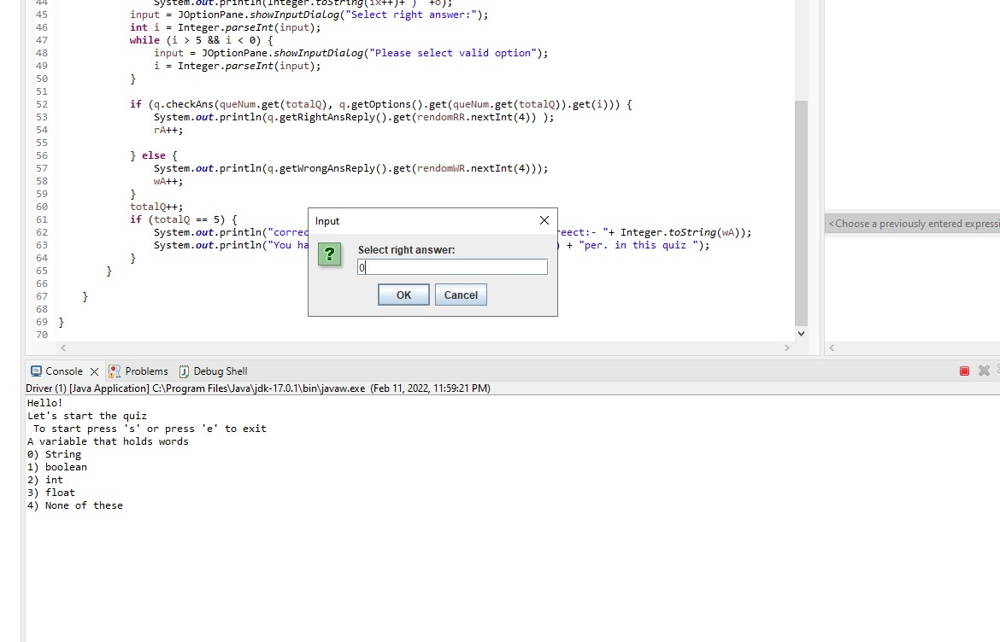 44 System.out.println(Integer.toString(ix++)+ ") "+o);
45 input = JOptionPane.showInputDialog("Select right answer:");
46 int i = Integer.parseInt(input);
47 while (i > 5 && i < 0) {
48 input = JOptionPane.showInputDialog("Please select valid option");
49 i = Integer.parseInt(input);
50 }
51
52 if (q.checkAns(queNum.get(totalQ), q.getOptions().get(queNum.get(totalQ)).get(i))) {
53 System.out.println(q.getRightAnsReply().get(rendomRR.nextInt(4)) );
54 rA++;
55
56 } else {
57 System.out.println(q.getWrongAnsReply().get(rendomWR.nextInt(4)));
58 wA++;
59 }
60 totalQ++;
61 if (totalQ == 5) {
62 System.out.println("correc reect:- "+ Integer.toString(wA));
63 System.out.println("You ha ) + "per. in this quiz ");
64 }
65 }
66
67 }
68
69 }
70
Input
Select right answer:
0
OK Cancel
<Choose a previously entered expressi
Console Problems Debug Shell
Driver (1) [Java Application] C:\Program Files\Java\jdk-17.0.1\bin\javaw.exe (Feb 11, 2022, 11:59:21 PM)
Hello!
Let's start the quiz
To start press 's' or press 'e' to exit
A variable that holds words
0) String
1) boolean
2) int
3) float
4) None of these